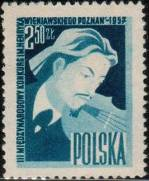 III MIĘDZYNARODOWY KONKURS IM. HENRYKA WIENIAWSKIEGO POZNAŃ-1957
2,50 ZŁ
POLSKA